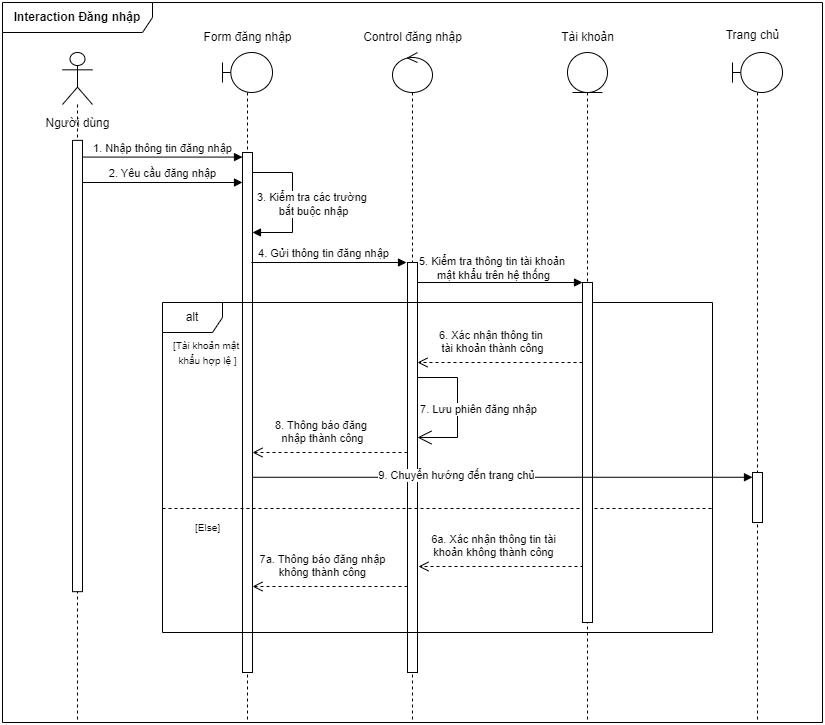 Interaction Đăng nhập
Form đăng nhập
Control đăng nhập
Tài khoản
Trang chủ
Người dùng
1. Nhập thông tin đăng nhập
2. Yêu cầu đăng nhập
3. Kiểm tra các trường
bắt buộc nhập
4. Gửi thông tin đăng nhập
5. Kiểm tra thông tin tài khoản
mật khẩu trên hệ thống
alt
[Tài khoản mật
khẩu hợp lệ ]
6. Xác nhận thông tin
tài khoản thành công
7. Lưu phiên đăng nhập
8. Thông báo đăng
nhập thành công
9. Chuyển hướng đến trang chủ
[Else]
6a. Xác nhận thông tin tài
khoản không thành công
7a. Thông báo đăng nhập
không thành công